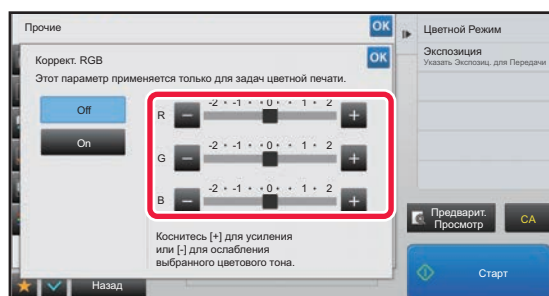 Прочие
OK
Коррект. RGB
OK
Этот параметр применяется только для задач цветной печати.
Off
On
R
-2 • -1 • • 0 • • 1 • 2
G
-2 • -1 • • 0 • • 1 • 2
B
-2 • -1 • • 0 • • 1 • 2
Коснитесь [+] для усиления
или [-] для ослабления
выбранного цветового тона.
Назад
Цветной Режим
Экспозиция
Указать Экспозиц. для Передачи
Предварит.
Просмотр
CA
Старт